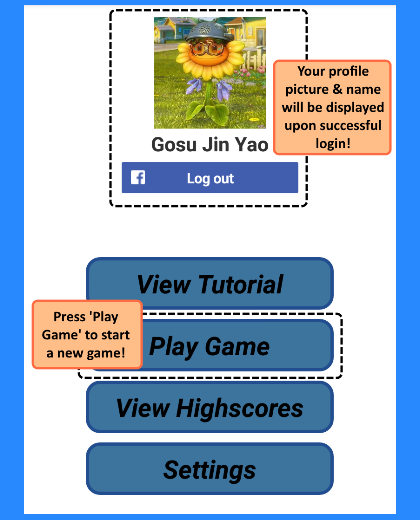 Your profile
picture & name
will be displayed
upon successful
login!
Gosu Jin Yao
Log out
View Tutorial
Press 'Play
Game' to start
a new game!
Play Game
View Highscores
Settings